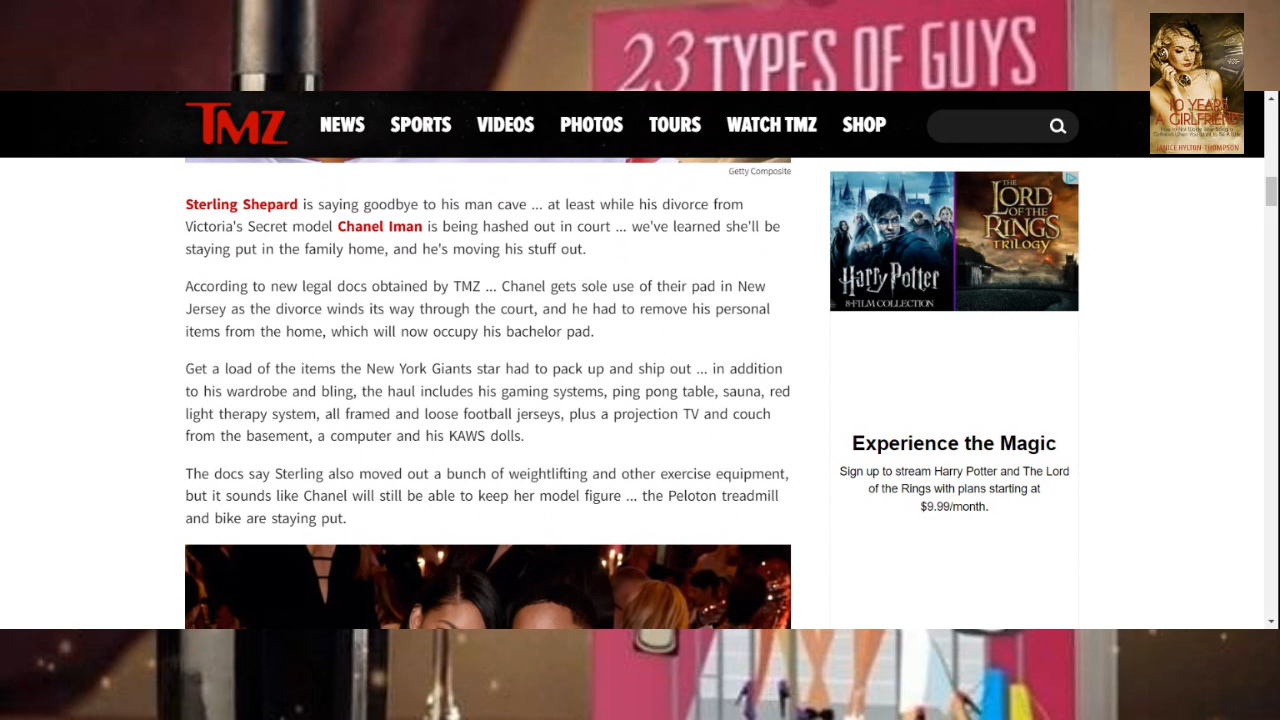 23 TYPES OF GUYS
10 YEARS
A GIRLFRIEND
JANICE HYLTON-THOMPSON
TMZ
NEWS
SPORTS
VIDEOS
PHOTOS
TOURS
WATCH TMZ
SHOP
Getty Composite
Sterling Shepard is saying goodbye to his man cave ... at least while his divorce from
Victoria's Secret model Chanel Iman is being hashed out in court ... we've learned she'll be
staying put in the family home, and he's moving his stuff out.
According to new legal docs obtained by TMZ ... Chanel gets sole use of their pad in New
Jersey as the divorce winds its way through the court, and he had to remove his personal
items from the home, which will now occupy his bachelor pad.
Get a load of the items the New York Giants star had to pack up and ship out ... in addition
to his wardrobe and bling, the haul includes his gaming systems, ping pong table, sauna, red
light therapy system, all framed and loose football jerseys, plus a projection TV and couch
from the basement, a computer and his KAWS dolls.
The docs say Sterling also moved out a bunch of weightlifting and other exercise equipment,
but it sounds like Chanel will still be able to keep her model figure ... the Peloton treadmill
and bike are staying put.
Harry Potter
8-FILM COLLECTION
THE
LORD
OF THE
RINGS
TRILOGY
Experience the Magic
Sign up to stream Harry Potter and The Lord
of the Rings with plans starting at
$9.99/month.